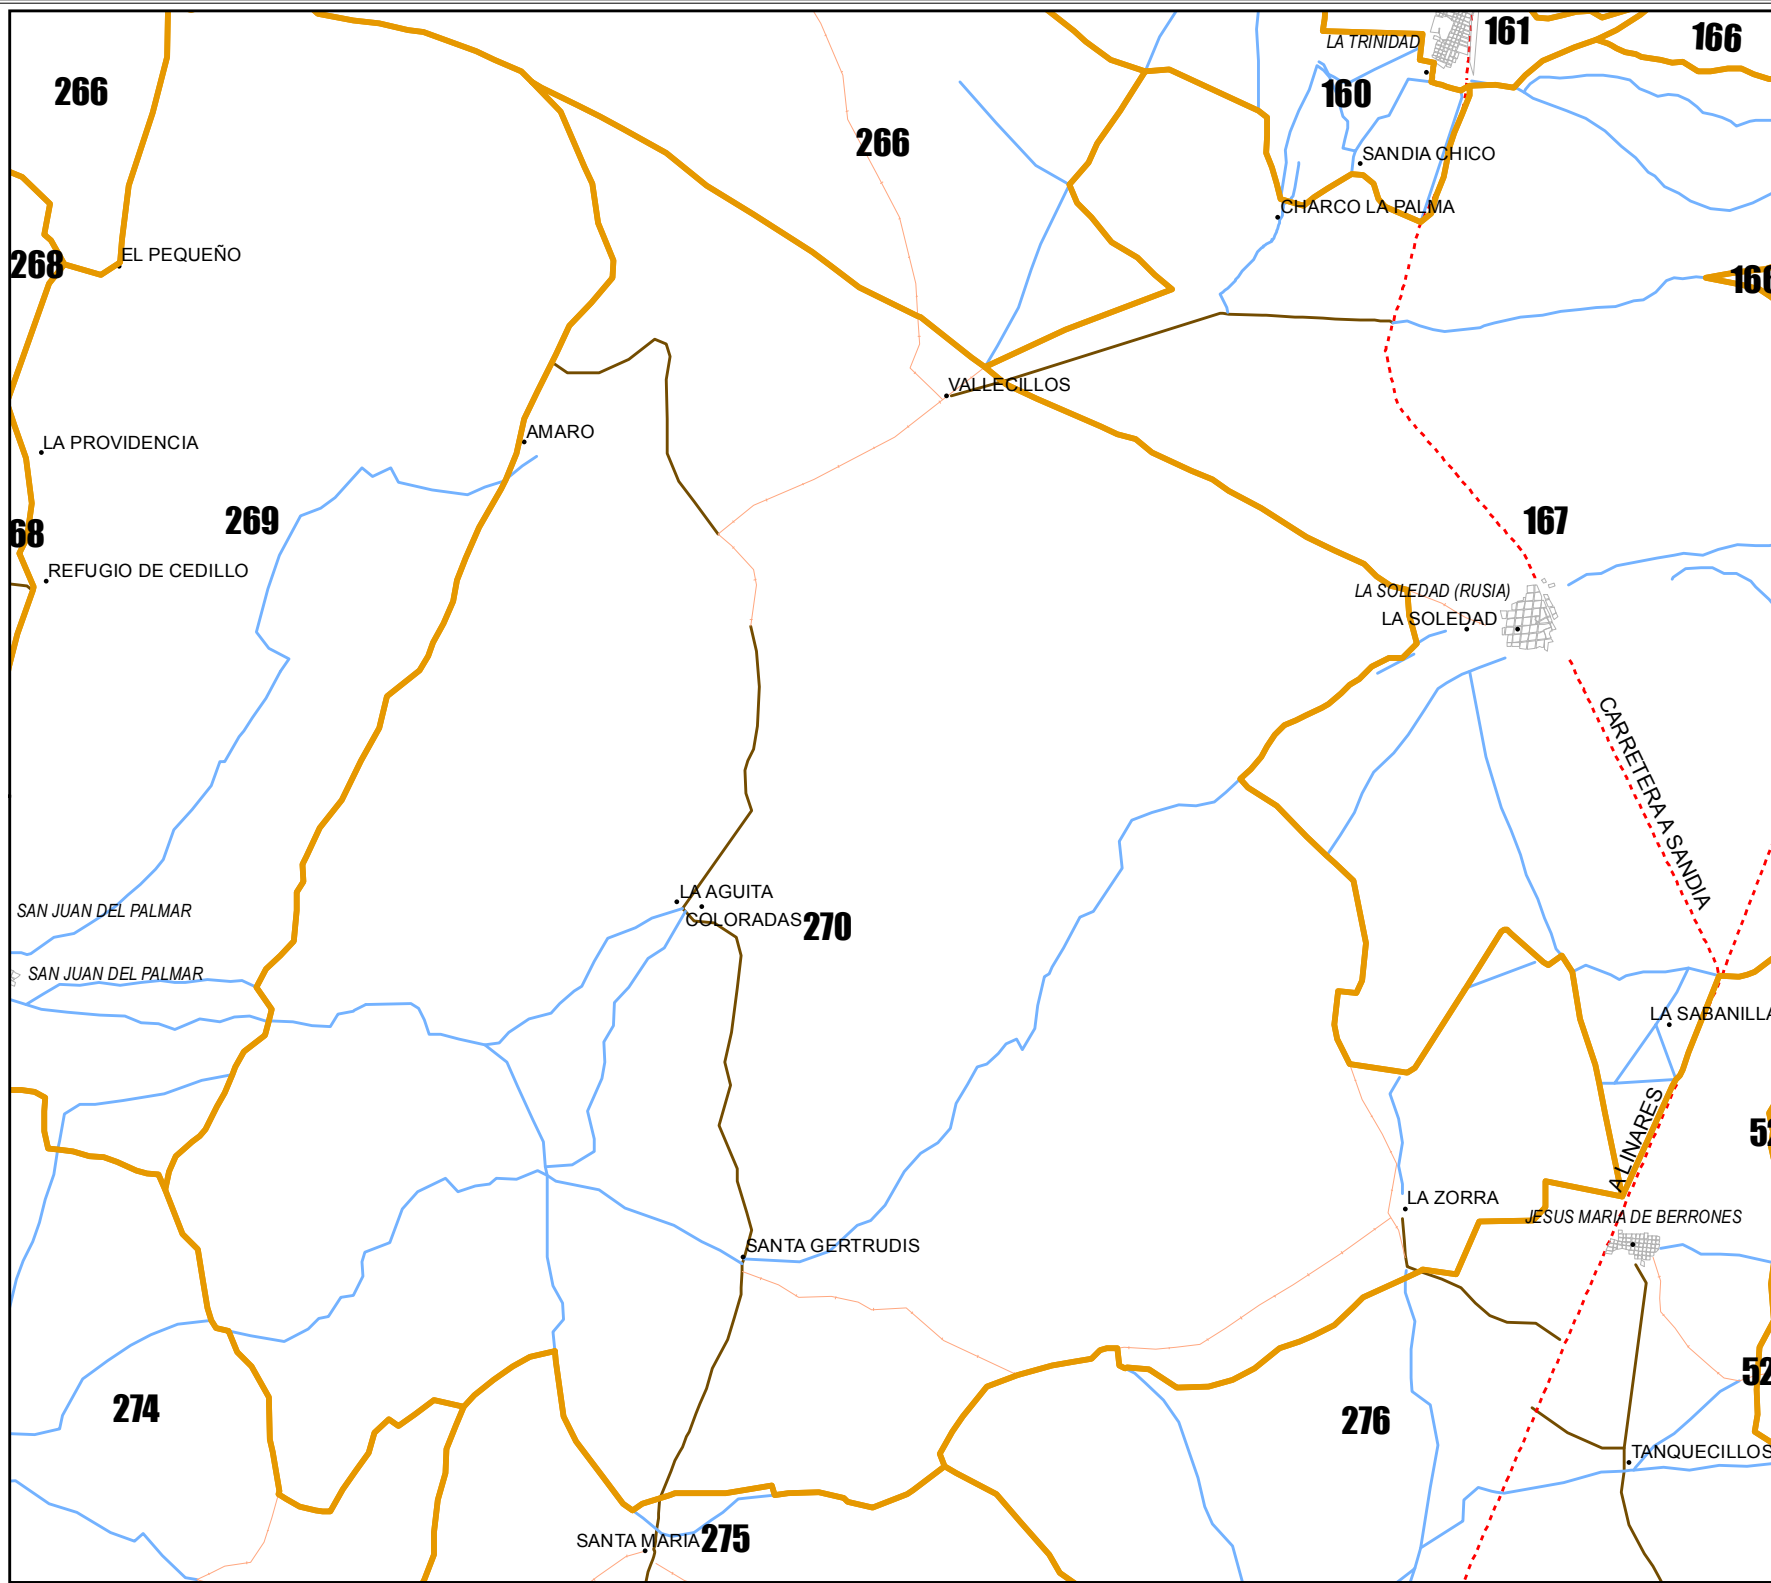 161
166
LA TRINIDAD
266
160
266
SANDIA CHICO
CHARCO LA PALMA
EL PEQUEÑO
268
166
VALLECILLOS
AMARO
LA PROVIDENCIA
269
167
68
REFUGIO DE CEDILLO
LA SOLEDAD (RUSIA)
LA SOLEDAD
CARRETERA A SANDIA
LA AGUITA
SAN JUAN DEL PALMAR
COLORADAS
270
SAN JUAN DEL PALMAR
LA SABANILLA
A LINARES
52
LA ZORRA
JESUS MARIA DE BERRONES
SANTA GERTRUDIS
52
274
276
TANQUECILLOS
SANTA MARIA
275